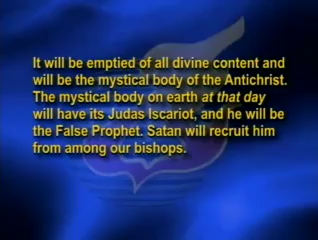 It will be emptied of all divine content and
will be the mystical body of the Antichrist.
The mystical body on earth at that day
will have its Judas Iscariot, and he will be
the False Prophet. Satan will recruit him
from among our bishops.